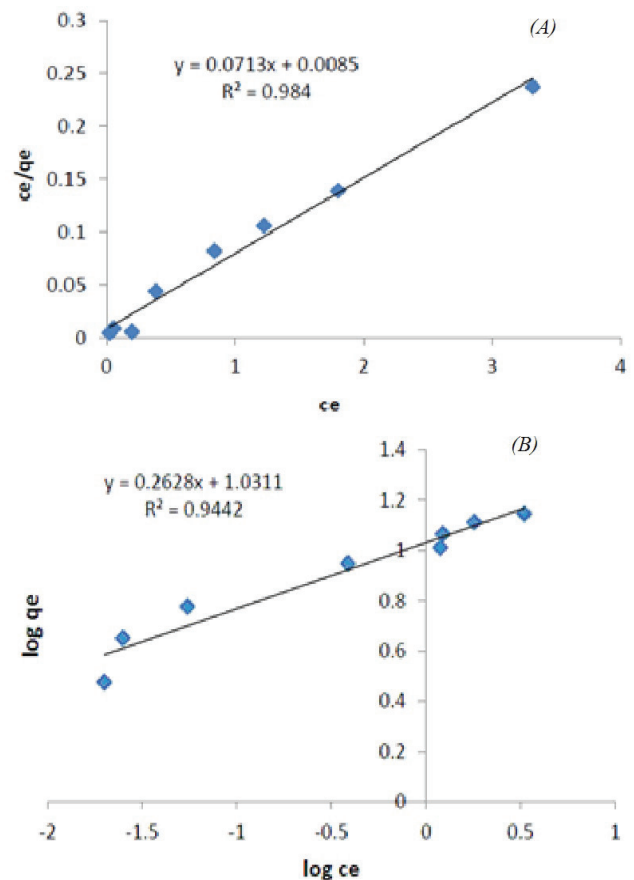 (A)
y = 0.0713x + 0.0085
R² = 0.984
0.3
0.25
0.2
0.15
0.1
0.05
0
ce/qe
0 1 2 3 4
ce
(B)
y = 0.2628x + 1.0311
R² = 0.9442
1.4
1.2
1
0.8
0.6
0.4
0.2
0
log qe
-2 -1.5 -1 -0.5 0 0.5 1
log ce